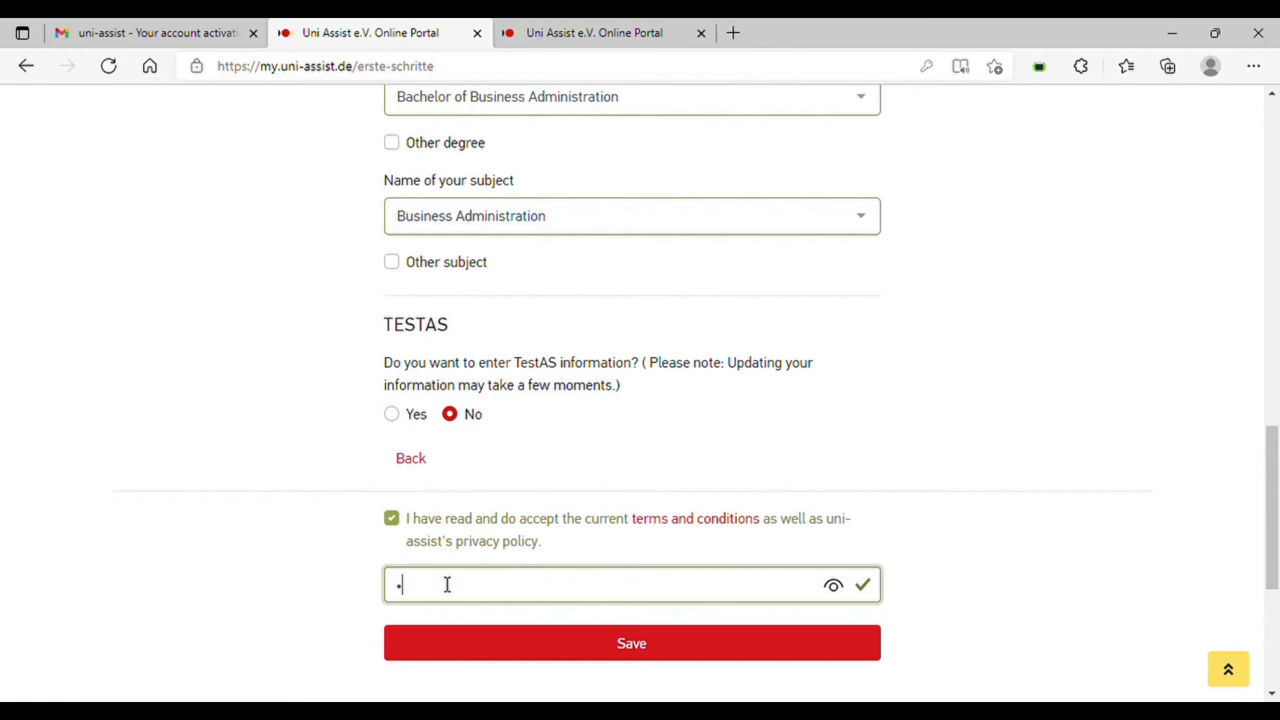 uni-assist - Your account activati
Uni Assist e.V. Online Portal
Uni Assist e.V. Online Portal
https://my.uni-assist.de/erste-schritte
Bachelor of Business Administration
Other degree
Name of your subject
Business Administration
Other subject
TESTAS
Do you want to enter TestAS information? ( Please note: Updating your
information may take a few moments.)
Yes No
Back
I have read and do accept the current terms and conditions as well as uni-
assist's privacy policy.
Save